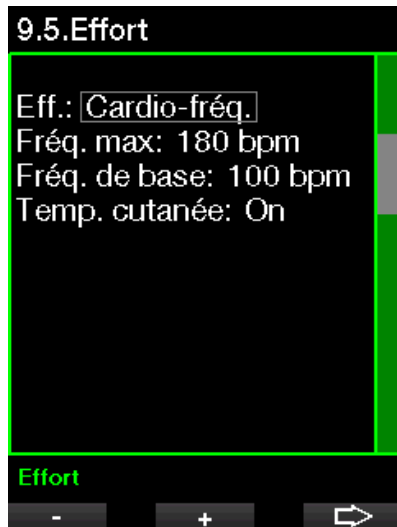 9.5.Effort
Eff.: Cardio-fréq.
Fréq. max: 180 bpm
Fréq. de base: 100 bpm
Temp. cutanée: On
Effort
- + ⇨